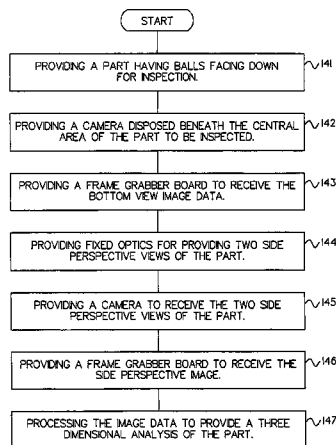 START
PROVIDING A PART HAVING BALLS FACING DOWN
FOR INSPECTION.
141
PROVIDING A CAMERA DISPOSED BENEATH THE CENTRAL
AREA OF THE PART TO BE INSPECTED.
142
PROVIDING A FRAME GRABBER BOARD TO RECEIVE THE
BOTTOM VIEW IMAGE DATA.
143
PROVIDING FIXED OPTICS FOR PROVIDING TWO SIDE
PERSPECTIVE VIEWS OF THE PART.
144
PROVIDING A CAMERA TO RECEIVE THE TWO SIDE
PERSPECTIVE VIEWS OF THE PART.
145
PROVIDING A FRAME GRABBER BOARD TO RECEIVE THE
SIDE PERSPECTIVE IMAGE.
146
PROCESSING THE IMAGE DATA TO PROVIDE A THREE
DIMENSIONAL ANALYSIS OF THE PART.
147